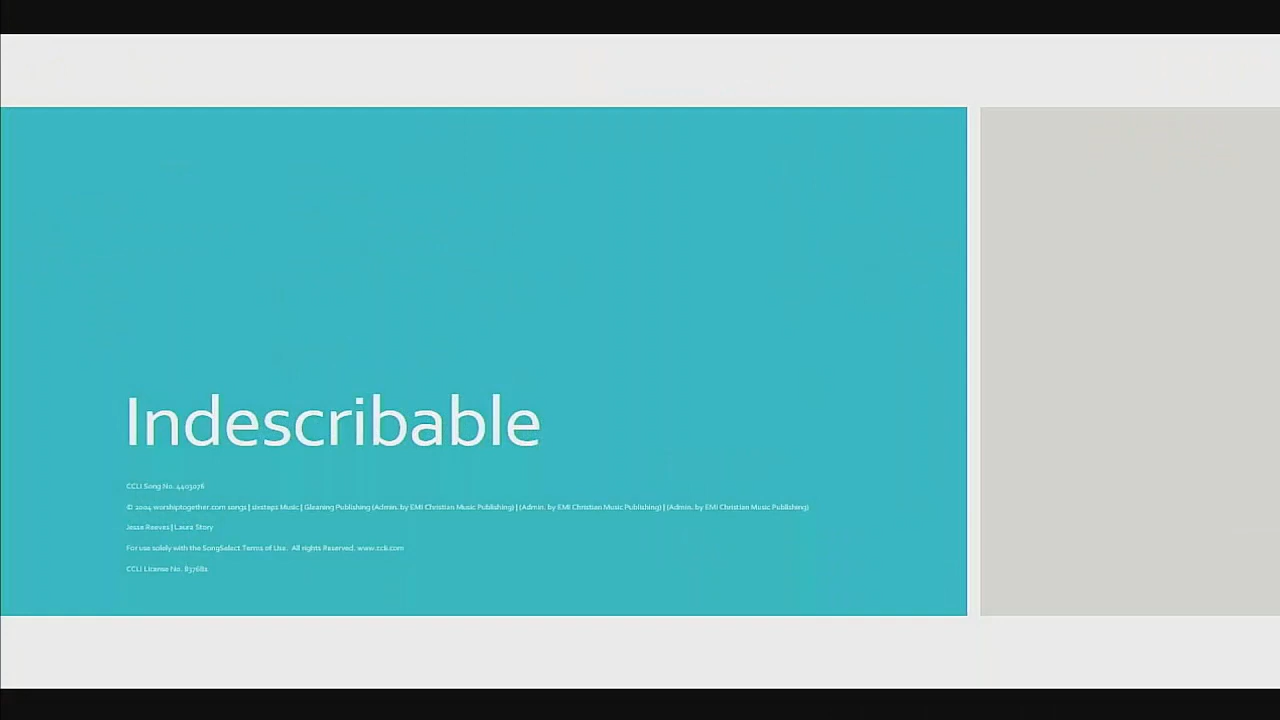 Indescribable
CCLI Song No. 4403076
© 2004 worshiptogether.com songs | sixsteps Music | Gleaning Publishing (Admin. by EMI Christian Music Publishing) | (Admin. by EMI Christian Music Publishing) | (Admin. by EMI Christian Music Publishing)
Jesse Reeves | Laura Story
For use solely with the SongSelect Terms of Use. All rights Reserved. www.ccli.com
CCLI License No.